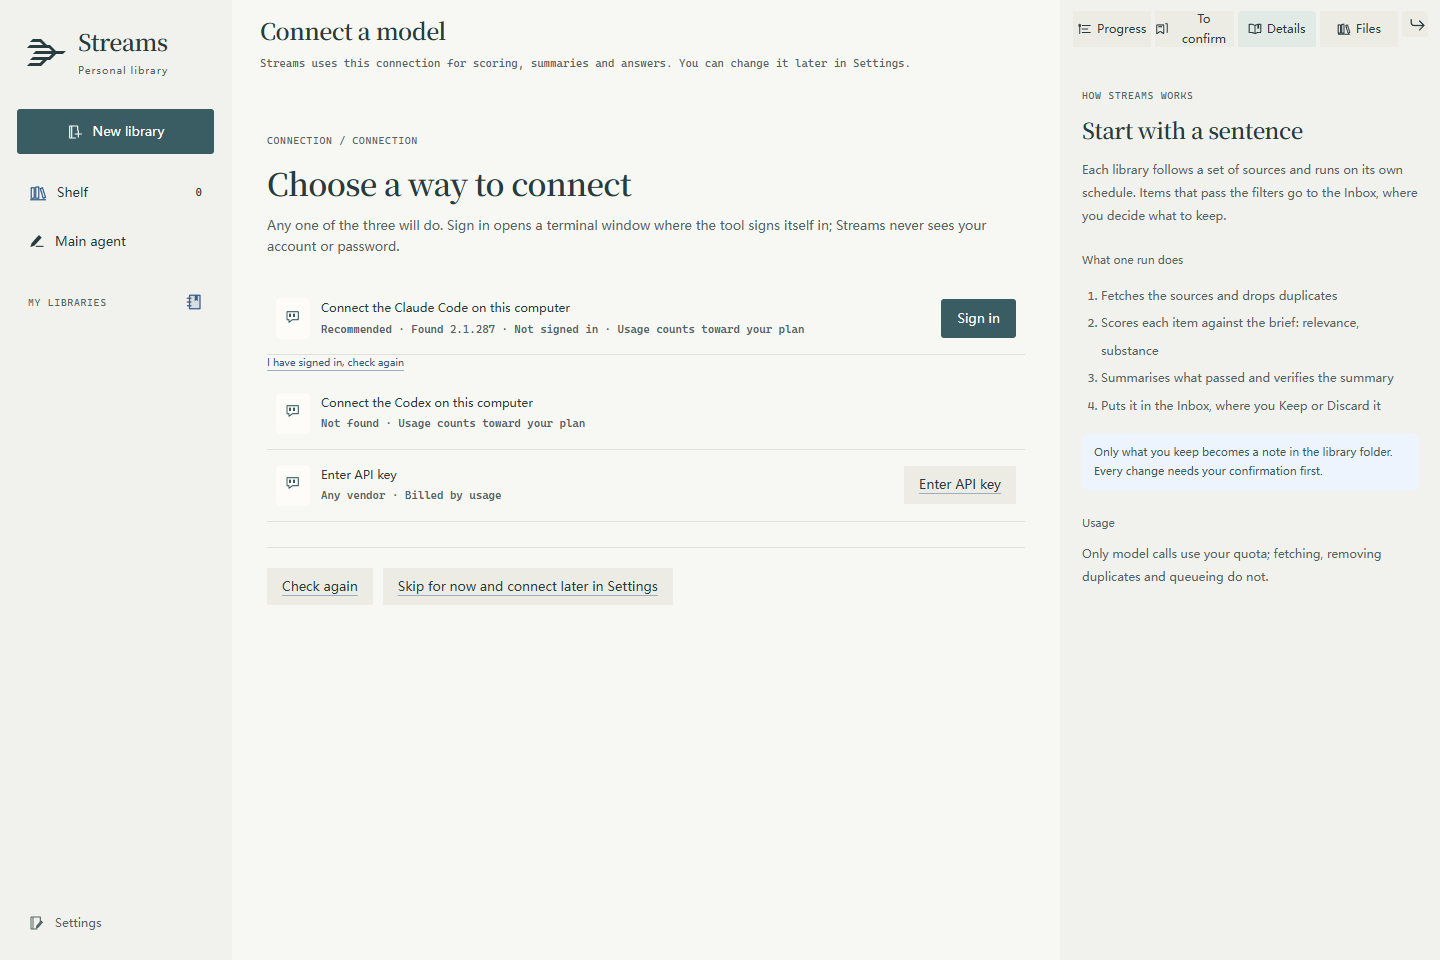 Streams
Personal library
New library
Shelf 0
Main agent
MY LIBRARIES
Settings
Connect a model
Streams uses this connection for scoring, summaries and answers. You can change it later in Settings.
CONNECTION / CONNECTION
Choose a way to connect
Any one of the three will do. Sign in opens a terminal window where the tool signs itself in; Streams never sees your
account or password.
Connect the Claude Code on this computer
Recommended · Found 2.1.287 · Not signed in · Usage counts toward your plan
Sign in
I have signed in, check again
Connect the Codex on this computer
Not found · Usage counts toward your plan
Enter API key
Any vendor · Billed by usage
Enter API key
Check again
Skip for now and connect later in Settings
Progress
To
confirm
Details
Files
HOW STREAMS WORKS
Start with a sentence
Each library follows a set of sources and runs on its own
schedule. Items that pass the filters go to the Inbox, where
you decide what to keep.
What one run does
1. Fetches the sources and drops duplicates
2. Scores each item against the brief: relevance,
substance
3. Summarises what passed and verifies the summary
4. Puts it in the Inbox, where you Keep or Discard it
Only what you keep becomes a note in the library folder.
Every change needs your confirmation first.
Usage
Only model calls use your quota; fetching, removing
duplicates and queueing do not.